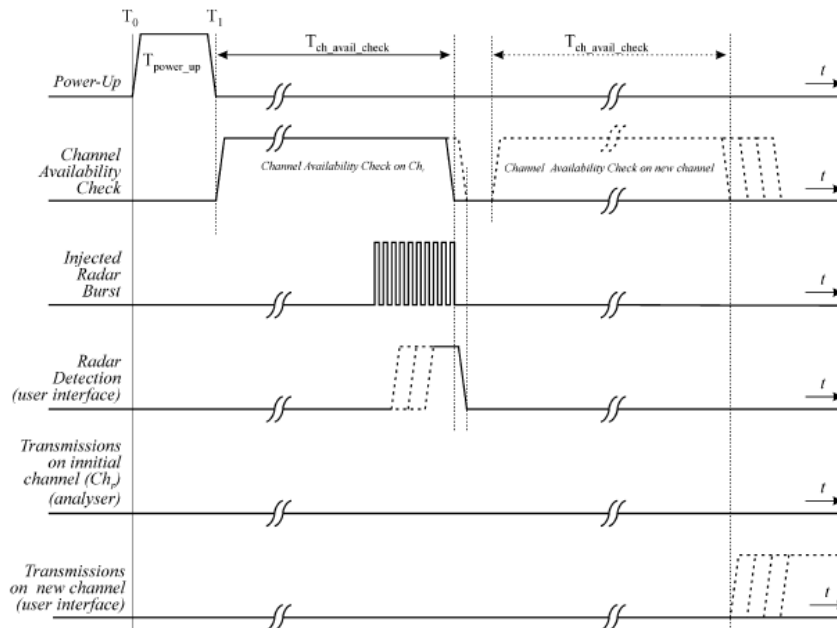 T0 T1
Tch_avail_check Tch_avail_check
Tpower_up
Power-Up
t
Channel
Availability
Check
Channel Availability Check on Chr
Channel Availability Check on new channel
t
Injected
Radar
Burst
t
Radar
Detection
(user interface)
t
Transmissions
on innitial
channel (Chr)
(analyser)
t
Transmissions
on new channel
(user interface)
t